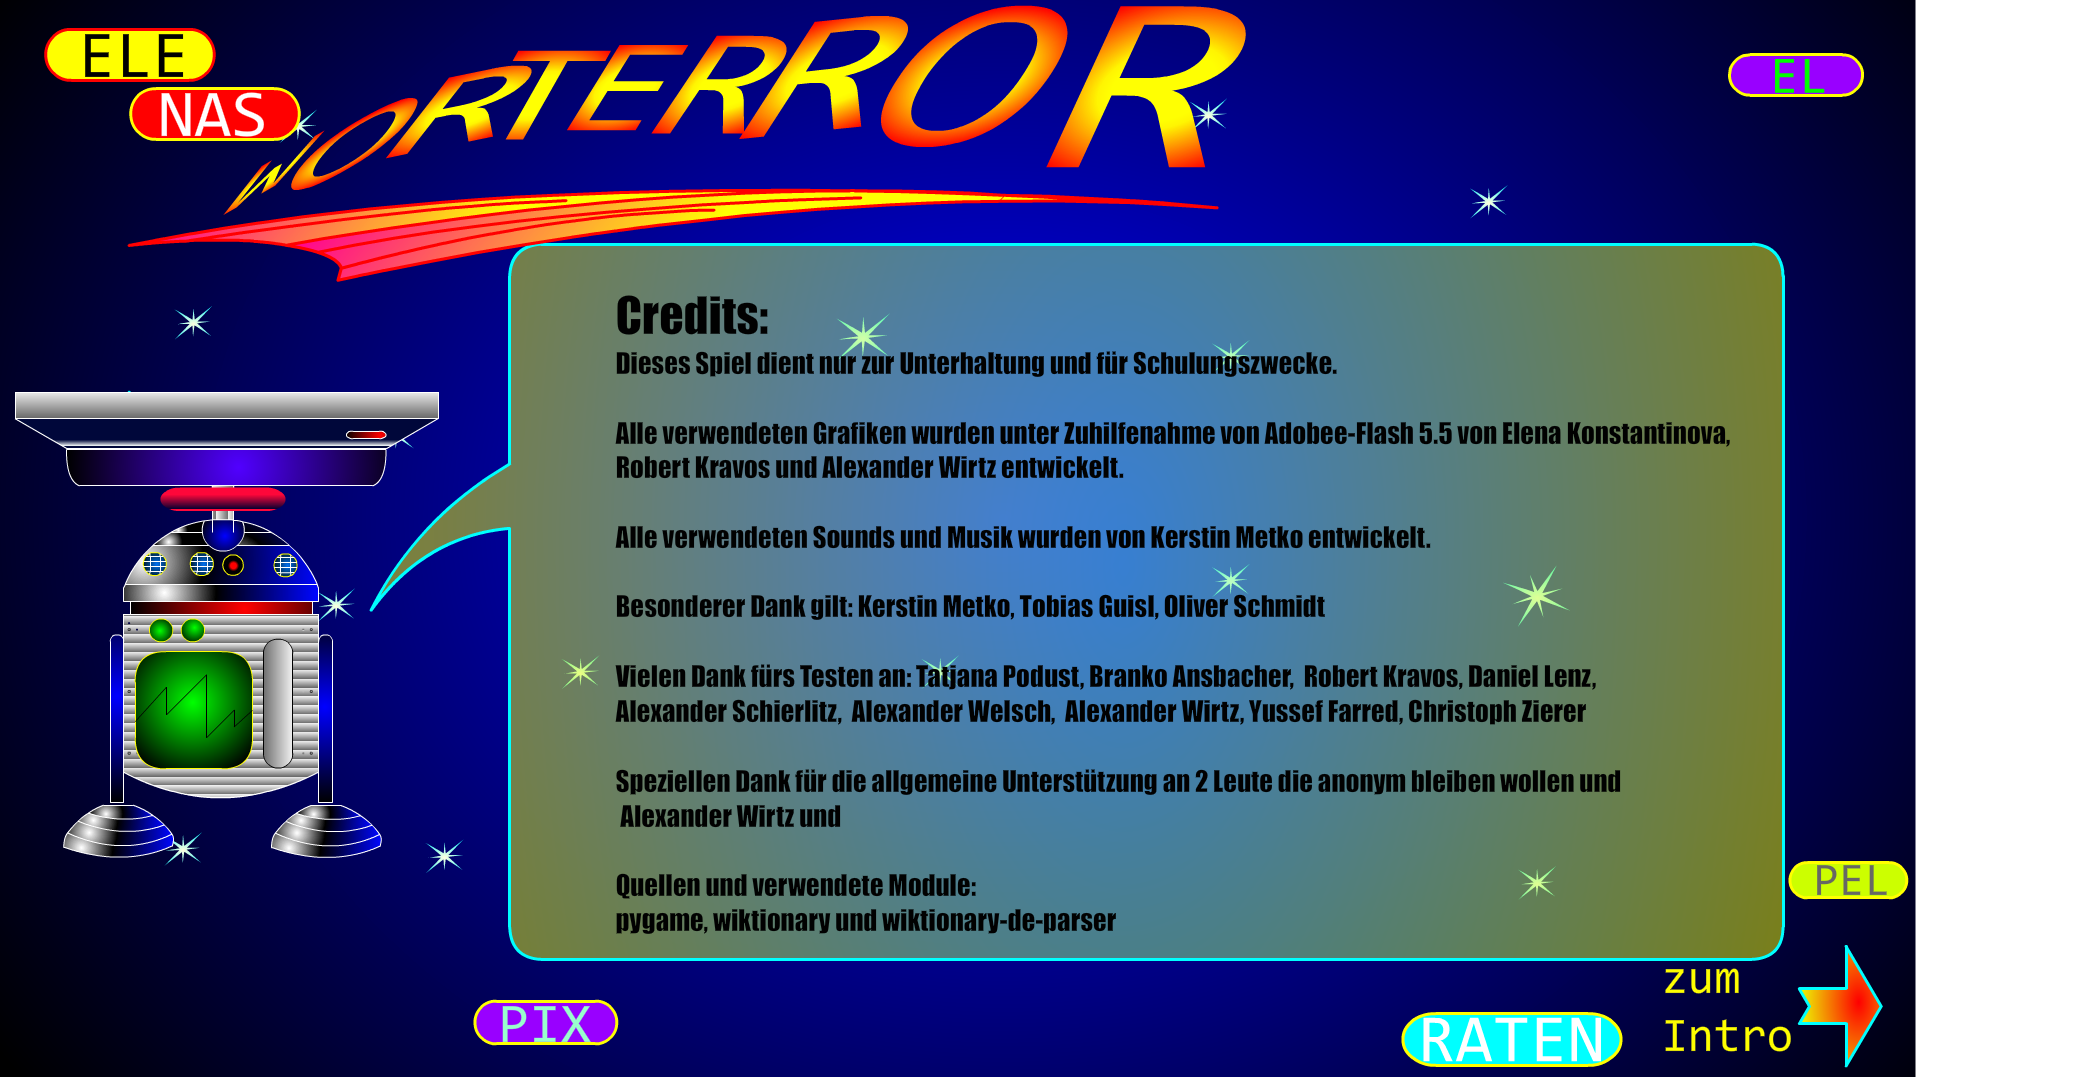 ELE
NAS
WORTERROR
EL
Credits:
Dieses Spiel dient nur zur Unterhaltung und für Schulungszwecke.
Alle verwendeten Grafiken wurden unter Zuhilfenahme von Adobee-Flash 5.5 von Elena Konstantinova,
Robert Kravos und Alexander Wirtz entwickelt.
Alle verwendeten Sounds und Musik wurden von Kerstin Metko entwickelt.
Besonderer Dank gilt: Kerstin Metko, Tobias Guisl, Oliver Schmidt
Vielen Dank fürs Testen an: Tatjana Podust, Branko Ansbacher,  Robert Kravos, Daniel Lenz,
Alexander Schierlitz,  Alexander Welsch,  Alexander Wirtz, Yussef Farred, Christoph Zierer
Speziellen Dank für die allgemeine Unterstützung an 2 Leute die anonym bleiben wollen und
Alexander Wirtz und
Quellen und verwendete Module:
pygame, wiktionary und wiktionary-de-parser
PEL
PIX
RATEN
zum
Intro